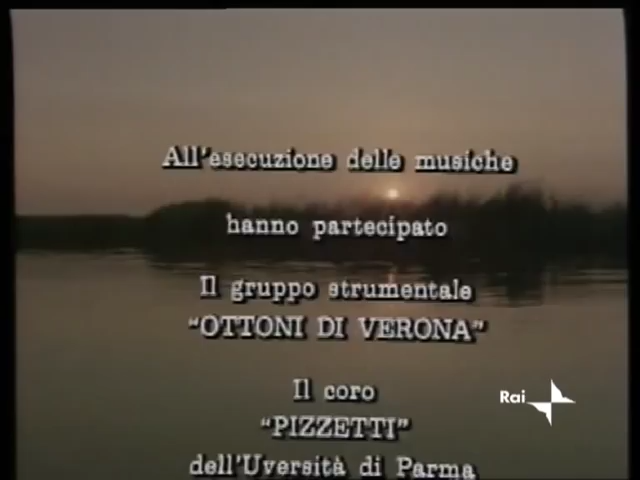 All'esecuzione delle musiche
hanno partecipato
Il gruppo strumentale
"OTTONI DI VERONA"
Il coro
Rai
"PIZZETTI"
dell'Uversità di Parma